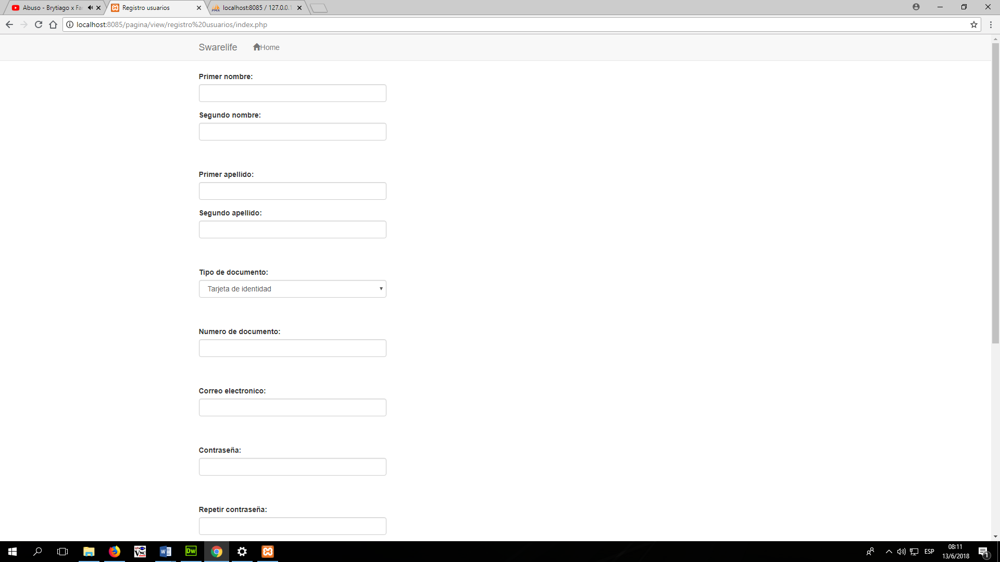 Abuso - Brytiago x Fa
Registro usuarios
localhost:8085 / 127.0.0.1
localhost:8085/pagina/view/registro%20usuarios/index.php
Swarelife
Home
Primer nombre:
Segundo nombre:
Primer apellido:
Segundo apellido:
Tipo de documento:
Tarjeta de identidad
Numero de documento:
Correo electronico:
Contraseña:
Repetir contraseña:
Dw
ESP
08:11
13/6/2018
1